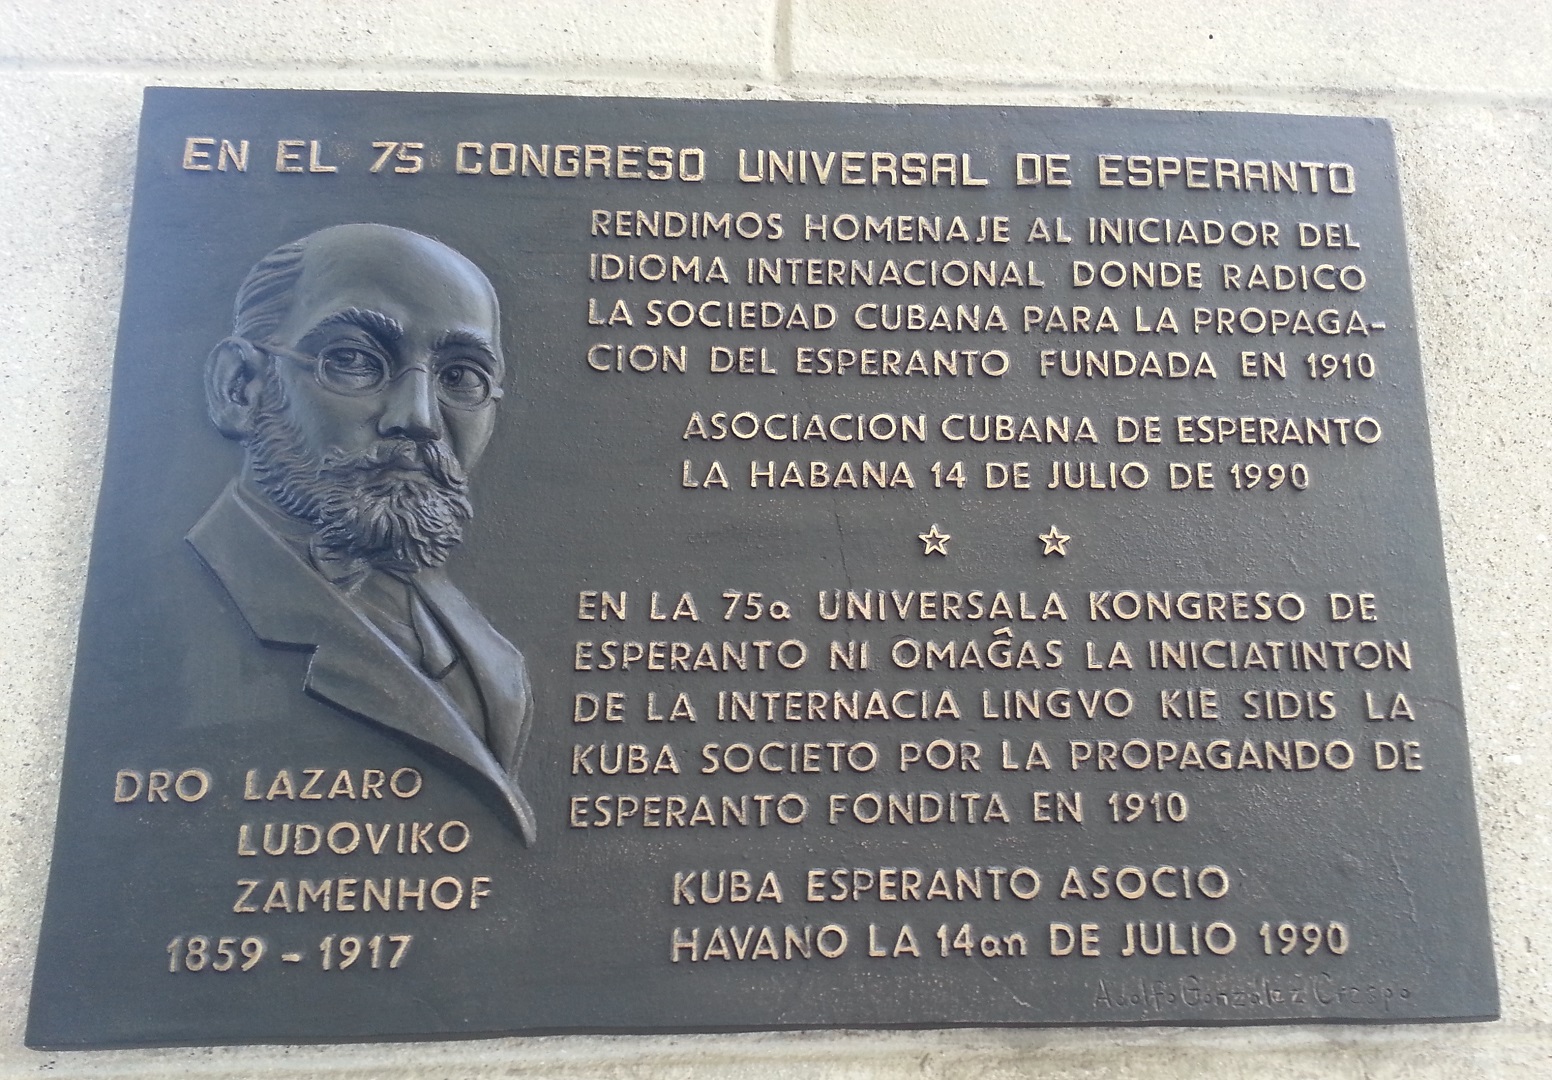 EN EL 75 CONGRESO UNIVERSAL DE ESPERANTO
RENDIMOS HOMENAJE AL INICIADOR DEL
IDIOMA INTERNACIONAL DONDE RADICO
LA SOCIEDAD CUBANA PARA LA PROPAGA-
CION DEL ESPERANTO FUNDADA EN 1910
ASOCIACION CUBANA DE ESPERANTO
LA HABANA 14 DE JULIO DE 1990
EN LA 75a UNIVERSALA KONGRESO DE
ESPERANTO NI OMAĜAS LA INICIATINTON
DE LA INTERNACIA LINGVO KIE SIDIS LA
KUBA SOCIETO POR LA PROPAGANDO DE
ESPERANTO FONDITA EN 1910
KUBA ESPERANTO ASOCIO
HAVANO LA 14an DE JULIO 1990
DRO LAZARO
LUDOVIKO
ZAMENHOF
1859 - 1917
Adolfo Gonzalez Crespo